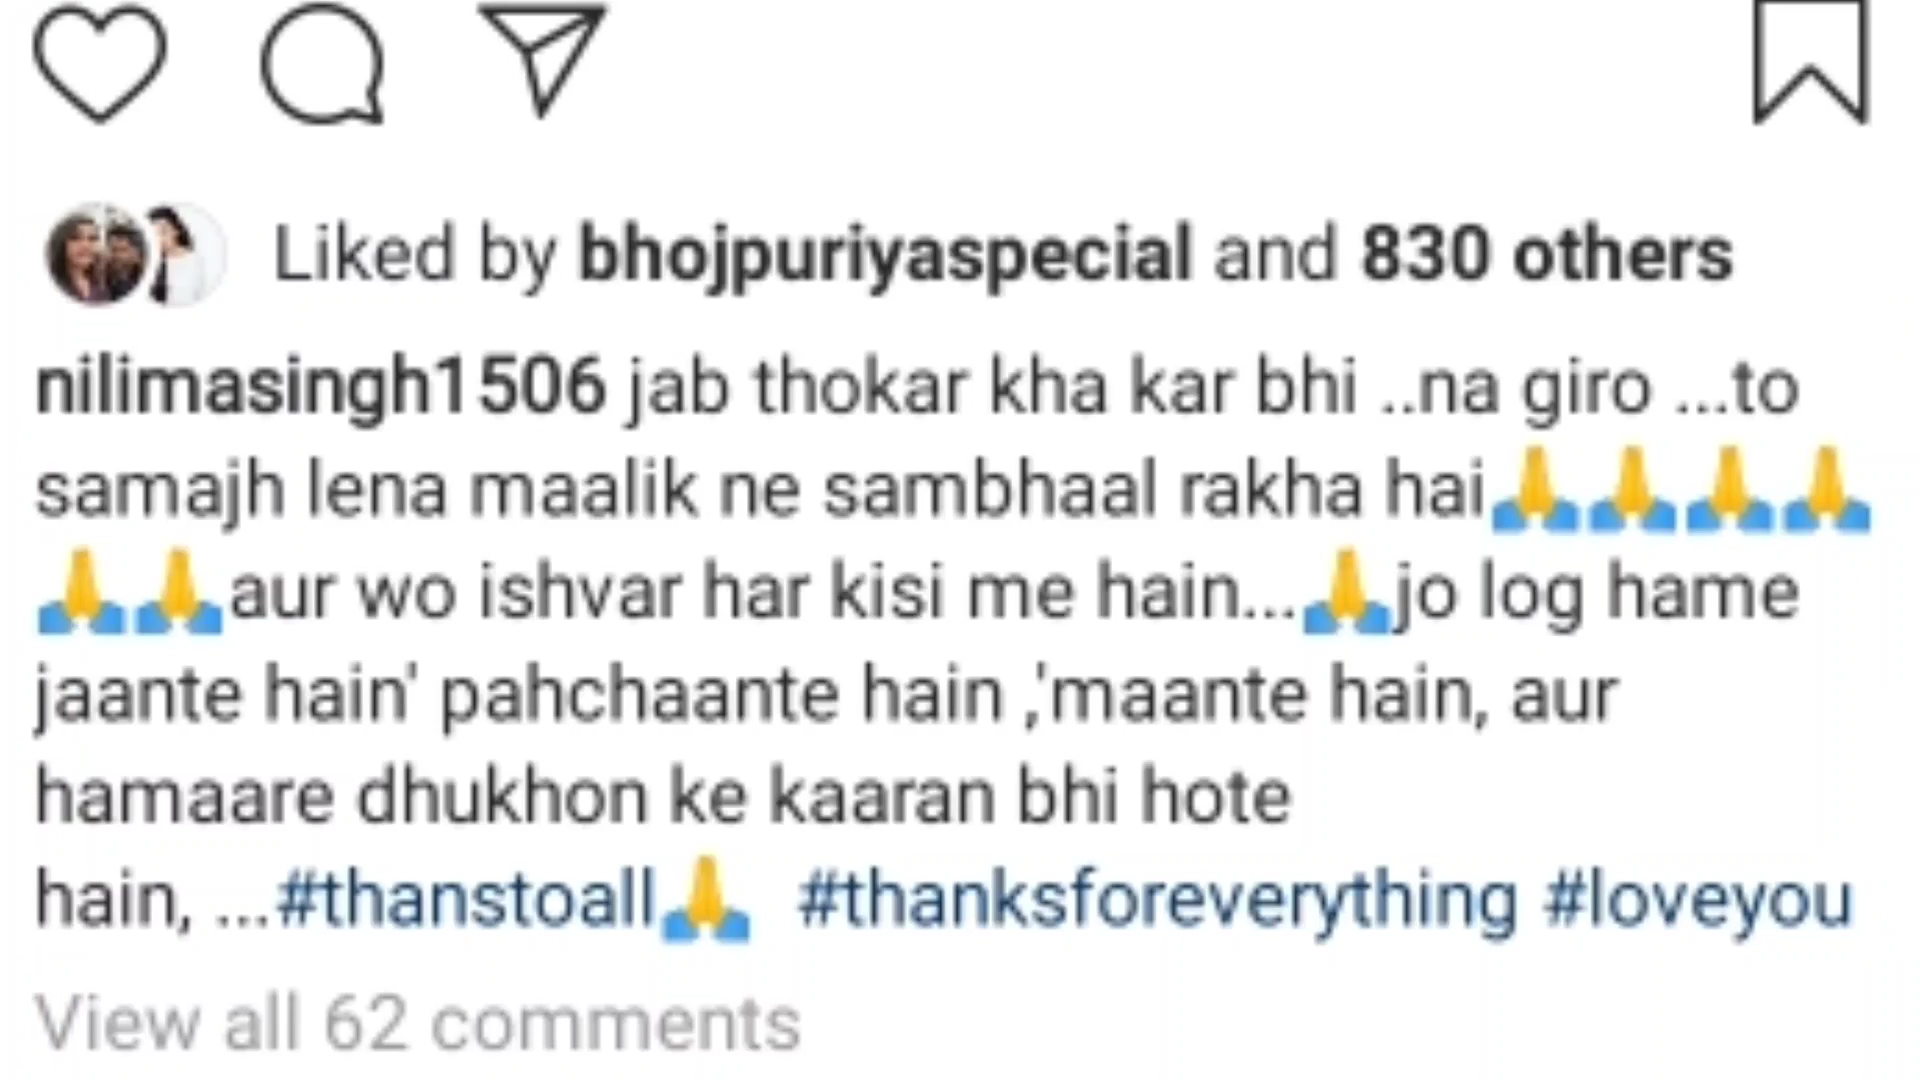 Liked by bhojpuriyaspecial and 830 others
nilimasingh1506 jab thokar kha kar bhi ..na giro ...to
samajh lena maalik ne sambhaal rakha hai🙏🙏🙏🙏
🙏🙏aur wo ishvar har kisi me hain...🙏jo log hame
jaante hain' pahchaante hain ,'maante hain, aur
hamaare dhukhon ke kaaran bhi hote
hain, ...#thanstoall🙏 #thanksforeverything #loveyou
View all 62 comments